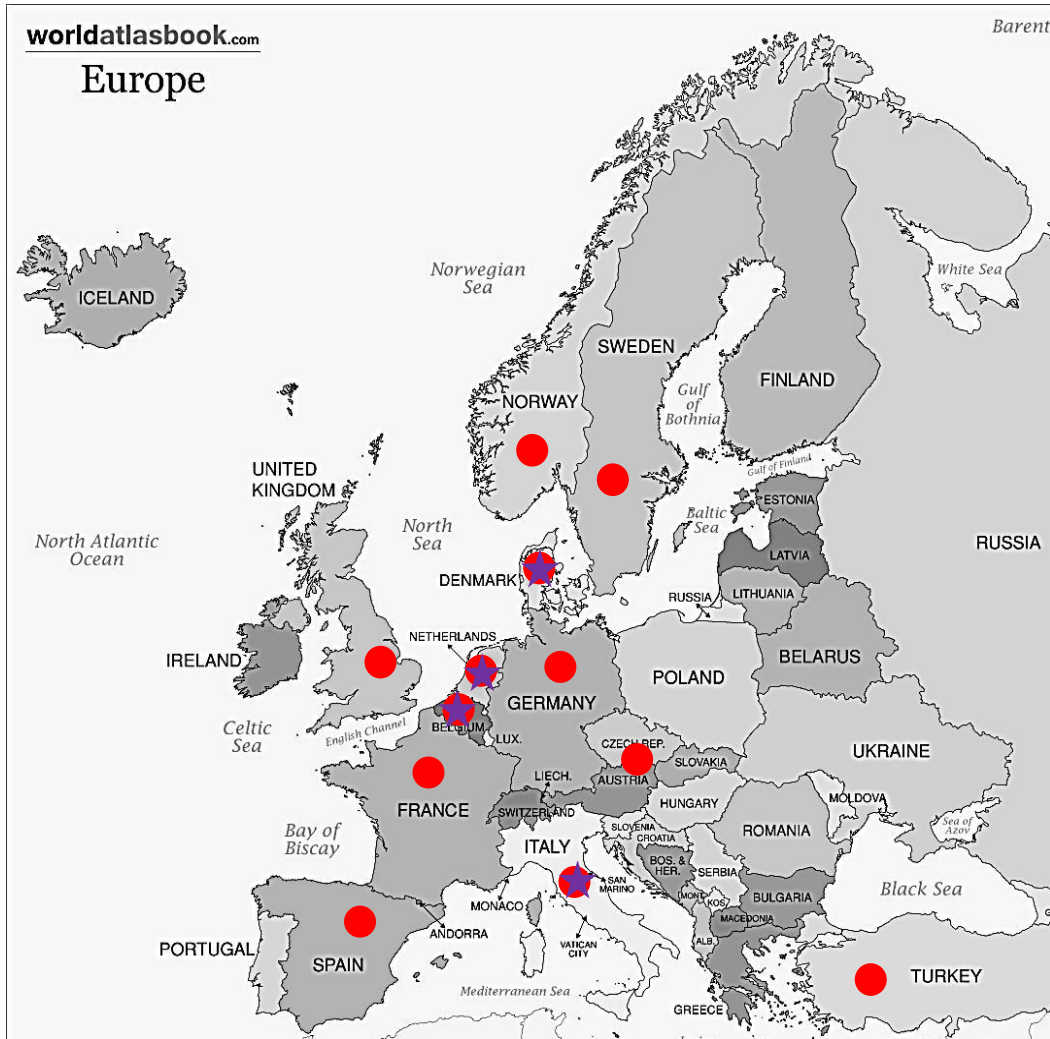 worldatlasbook.com
Europe
Barent
ICELAND
Norwegian
Sea
White Sea
SWEDEN
FINLAND
Gulf
of
Bothnia
NORWAY
UNITED
KINGDOM
Gulf of Finland
ESTONIA
Baltic
Sea
North
Sea
North Atlantic
Ocean
RUSSIA
LATVIA
DENMARK
LITHUANIA
RUSSIA
NETHERLANDS
IRELAND
BELARUS
POLAND
GERMANY
Celtic
Sea
English Channel
BELGIUM
LUX.
CZECH REP.
UKRAINE
SLOVAKIA
LIECH.
AUSTRIA
FRANCE
SWITZERLAND
HUNGARY
MOLDOVA
Bay of
Biscay
ITALY
SLOVENIA
CROATIA
ROMANIA
Sea of
Azov
BOS. &
HER.
SERBIA
SAN
MARINO
Black Sea
MONACO
MONT.
KOS.
BULGARIA
MACEDONIA
ANDORRA
VATICAN
CITY
ALB.
PORTUGAL
SPAIN
TURKEY
Mediterranean Sea
GREECE